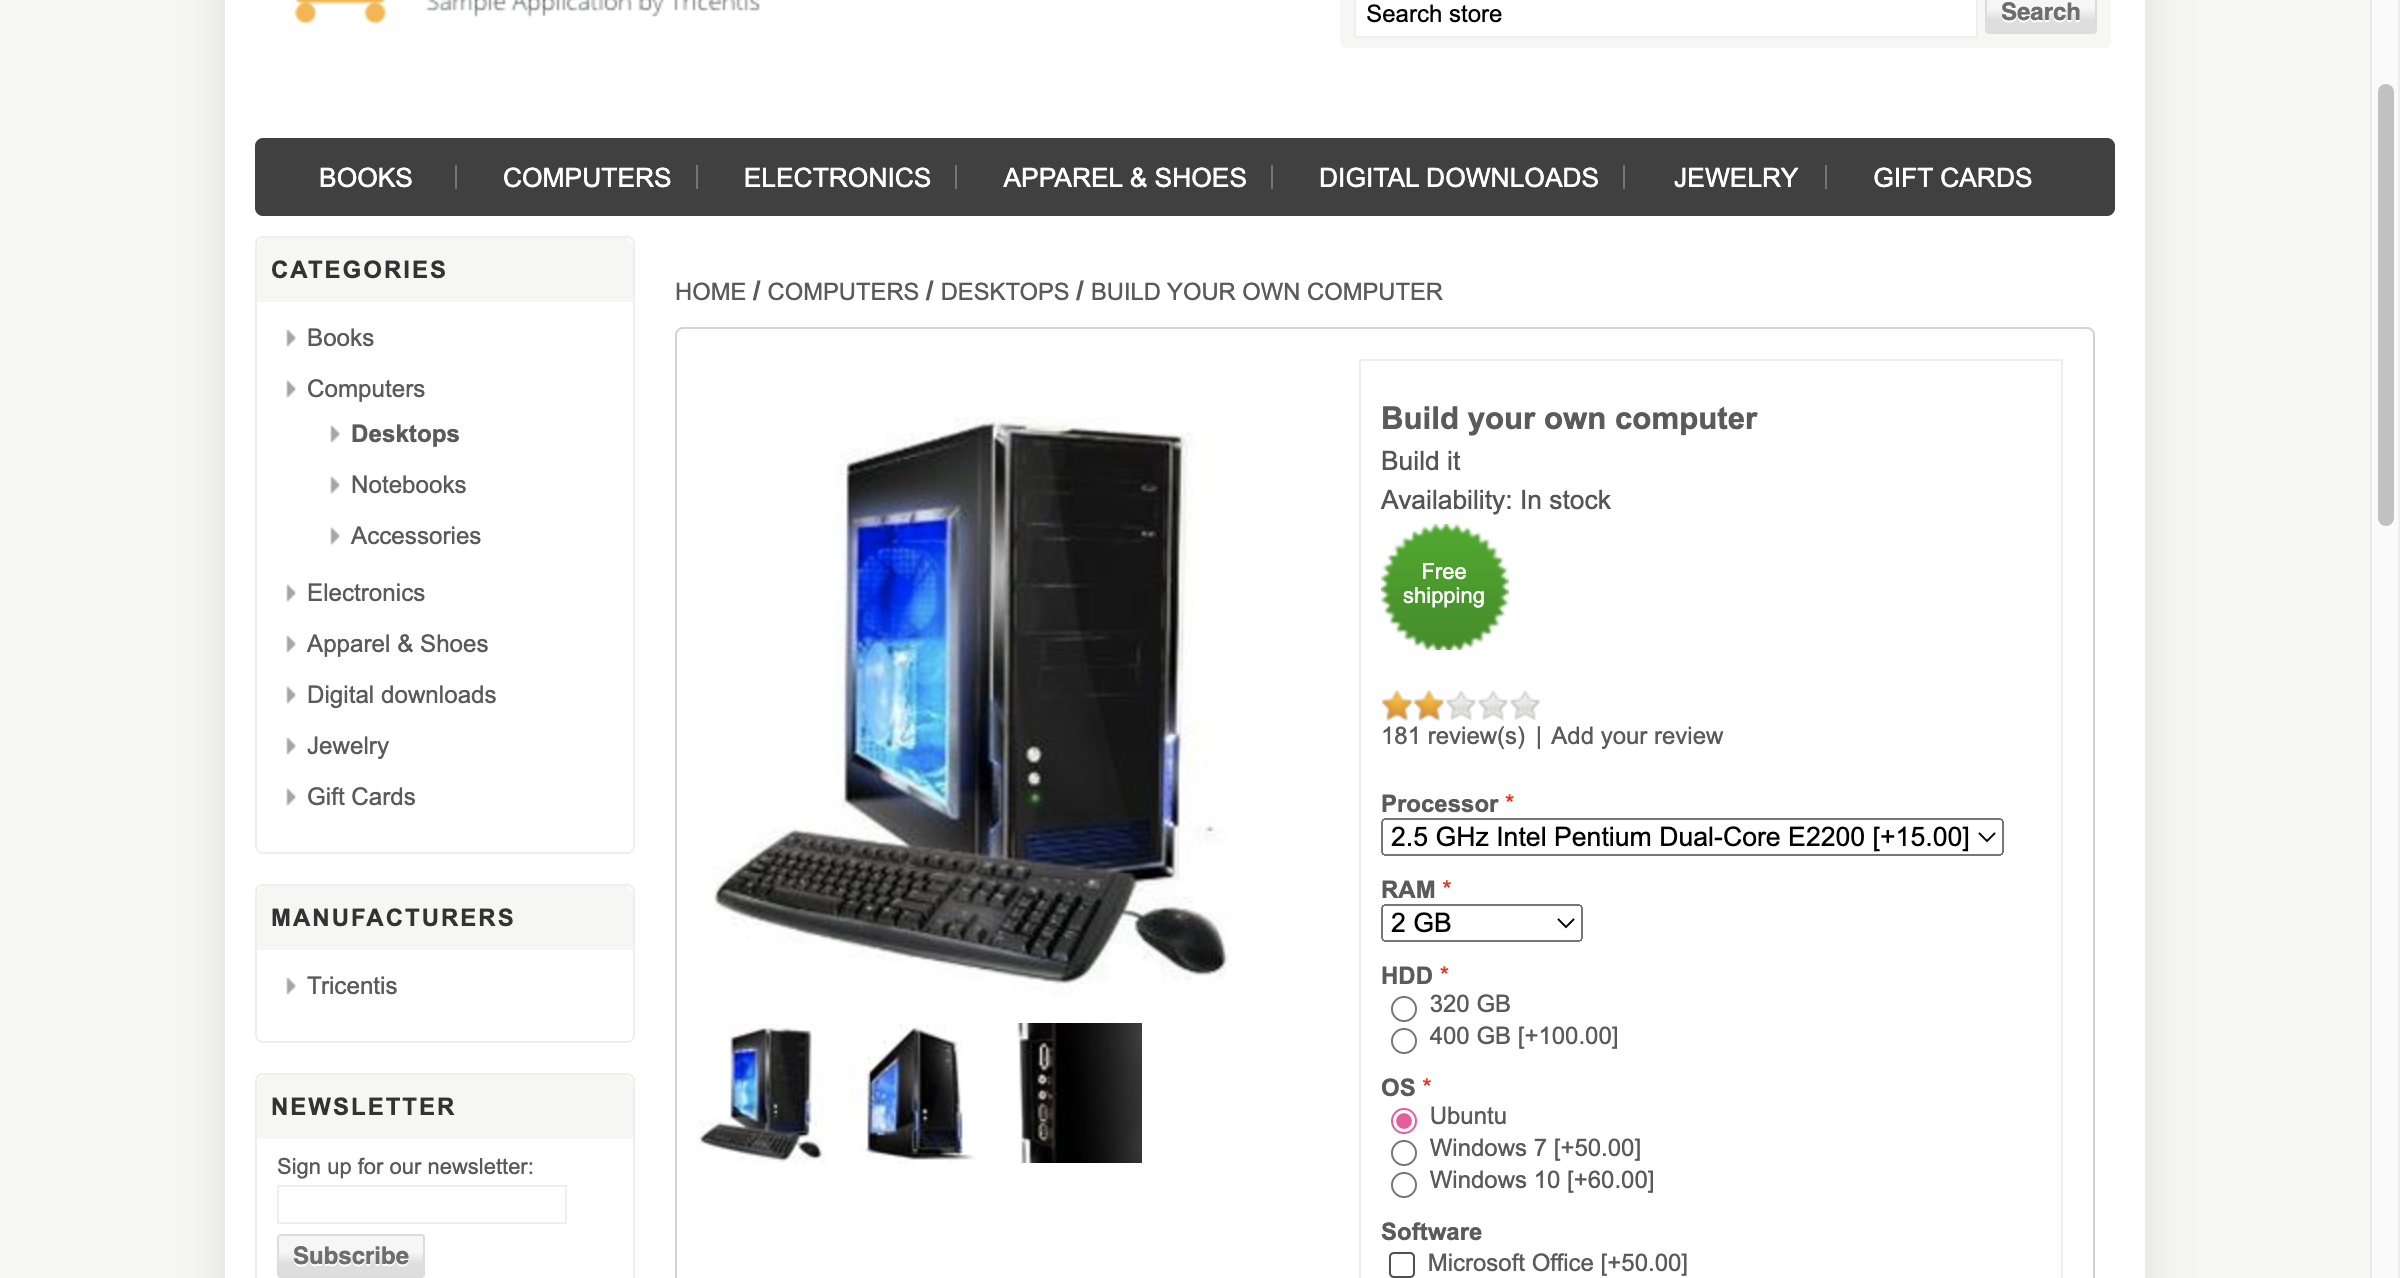 Sample Application by Tricentis
Search store
Search
BOOKS
COMPUTERS
ELECTRONICS
APPAREL & SHOES
DIGITAL DOWNLOADS
JEWELRY
GIFT CARDS
CATEGORIES
Books
Computers
Desktops
Notebooks
Accessories
Electronics
Apparel & Shoes
Digital downloads
Jewelry
Gift Cards
MANUFACTURERS
Tricentis
NEWSLETTER
Sign up for our newsletter:
Subscribe
HOME / COMPUTERS / DESKTOPS / BUILD YOUR OWN COMPUTER
Build your own computer
Build it
Availability: In stock
Free
shipping
181 review(s) | Add your review
Processor *
2.5 GHz Intel Pentium Dual-Core E2200 [+15.00]
RAM *
2 GB
HDD *
320 GB
400 GB [+100.00]
OS *
Ubuntu
Windows 7 [+50.00]
Windows 10 [+60.00]
Software
Microsoft Office [+50.00]